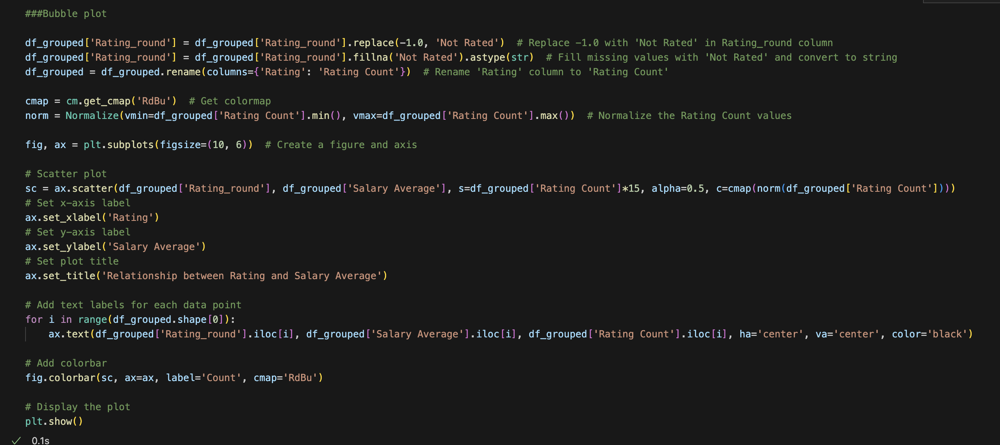 ###Bubble plot
df_grouped['Rating_round'] = df_grouped['Rating_round'].replace(-1.0, 'Not Rated')  # Replace -1.0 with 'Not Rated' in Rating_round column
df_grouped['Rating_round'] = df_grouped['Rating_round'].fillna('Not Rated').astype(str)  # Fill missing values with 'Not Rated' and convert to string
df_grouped = df_grouped.rename(columns={'Rating': 'Rating Count'})  # Rename 'Rating' column to 'Rating Count'
cmap = cm.get_cmap('RdBu')  # Get colormap
norm = Normalize(vmin=df_grouped['Rating Count'].min(), vmax=df_grouped['Rating Count'].max())  # Normalize the Rating Count values
fig, ax = plt.subplots(figsize=(10, 6))  # Create a figure and axis
# Scatter plot
sc = ax.scatter(df_grouped['Rating_round'], df_grouped['Salary Average'], s=df_grouped['Rating Count']*15, alpha=0.5, c=cmap(norm(df_grouped['Rating Count'])))
# Set x-axis label
ax.set_xlabel('Rating')
# Set y-axis label
ax.set_ylabel('Salary Average')
# Set plot title
ax.set_title('Relationship between Rating and Salary Average')
# Add text labels for each data point
for i in range(df_grouped.shape[0]):
    ax.text(df_grouped['Rating_round'].iloc[i], df_grouped['Salary Average'].iloc[i], df_grouped['Rating Count'].iloc[i], ha='center', va='center', color='black')
# Add colorbar
fig.colorbar(sc, ax=ax, label='Count', cmap='RdBu')
# Display the plot
plt.show()
✓ 0.1s